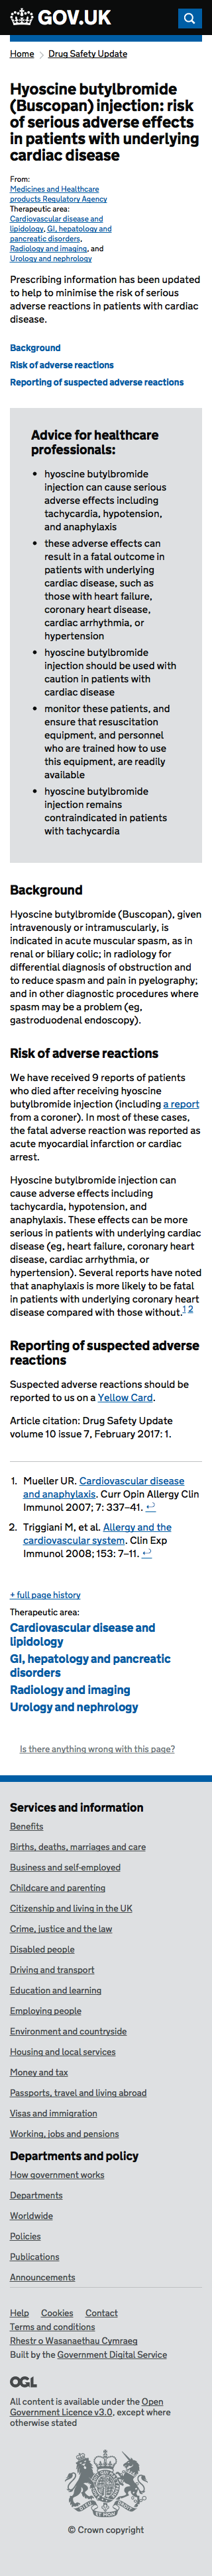 GOV.UK
Home
Drug Safety Update
Hyoscine butylbromide
(Buscopan) injection: risk
of serious adverse effects
in patients with underlying
cardiac disease
From:
Medicines and Healthcare
products Regulatory Agency
Therapeutic area:
Cardiovascular disease and
lipidology, GI, hepatology and
pancreatic disorders,
Radiology and imaging, and
Urology and nephrology
Prescribing information has been updated
to help to minimise the risk of serious
adverse reactions in patients with cardiac
disease.
Background
Risk of adverse reactions
Reporting of suspected adverse reactions
Advice for healthcare
professionals:
• hyoscine butylbromide
injection can cause serious
adverse effects including
tachycardia, hypotension,
and anaphylaxis
• these adverse effects can
result in a fatal outcome in
patients with underlying
cardiac disease, such as
those with heart failure,
coronary heart disease,
cardiac arrhythmia, or
hypertension
• hyoscine butylbromide
injection should be used with
caution in patients with
cardiac disease
• monitor these patients, and
ensure that resuscitation
equipment, and personnel
who are trained how to use
this equipment, are readily
available
• hyoscine butylbromide
injection remains
contraindicated in patients
with tachycardia
Background
Hyoscine butylbromide (Buscopan), given
intravenously or intramuscularly, is
indicated in acute muscular spasm, as in
renal or biliary colic; in radiology for
differential diagnosis of obstruction and
to reduce spasm and pain in pyelography;
and in other diagnostic procedures where
spasm may be a problem (eg,
gastroduodenal endoscopy).
Risk of adverse reactions
We have received 9 reports of patients
who died after receiving hyoscine
butylbromide injection (including a report
from a coroner). In most of these cases,
the fatal adverse reaction was reported as
acute myocardial infarction or cardiac
arrest.
Hyoscine butylbromide injection can
cause adverse effects including
tachycardia, hypotension, and
anaphylaxis. These effects can be more
serious in patients with underlying cardiac
disease (eg, heart failure, coronary heart
disease, cardiac arrhythmia, or
hypertension). Several reports have noted
that anaphylaxis is more likely to be fatal
in patients with underlying coronary heart
disease compared with those without.1 2
Reporting of suspected adverse
reactions
Suspected adverse reactions should be
reported to us on a Yellow Card.
Article citation: Drug Safety Update
volume 10 issue 7, February 2017: 1.
1. Mueller UR. Cardiovascular disease
and anaphylaxis. Curr Opin Allergy Clin
Immunol 2007; 7: 337–41. ↩
2. Triggiani M, et al. Allergy and the
cardiovascular system. Clin Exp
Immunol 2008; 153: 7–11. ↩
+ full page history
Therapeutic area:
Cardiovascular disease and
lipidology
GI, hepatology and pancreatic
disorders
Radiology and imaging
Urology and nephrology
Is there anything wrong with this page?
Services and information
Benefits
Births, deaths, marriages and care
Business and self-employed
Childcare and parenting
Citizenship and living in the UK
Crime, justice and the law
Disabled people
Driving and transport
Education and learning
Employing people
Environment and countryside
Housing and local services
Money and tax
Passports, travel and living abroad
Visas and immigration
Working, jobs and pensions
Departments and policy
How government works
Departments
Worldwide
Policies
Publications
Announcements
Help Cookies Contact
Terms and conditions
Rhestr o Wasanaethau Cymraeg
Built by the Government Digital Service
OGL
All content is available under the Open
Government Licence v3.0, except where
otherwise stated
© Crown copyright